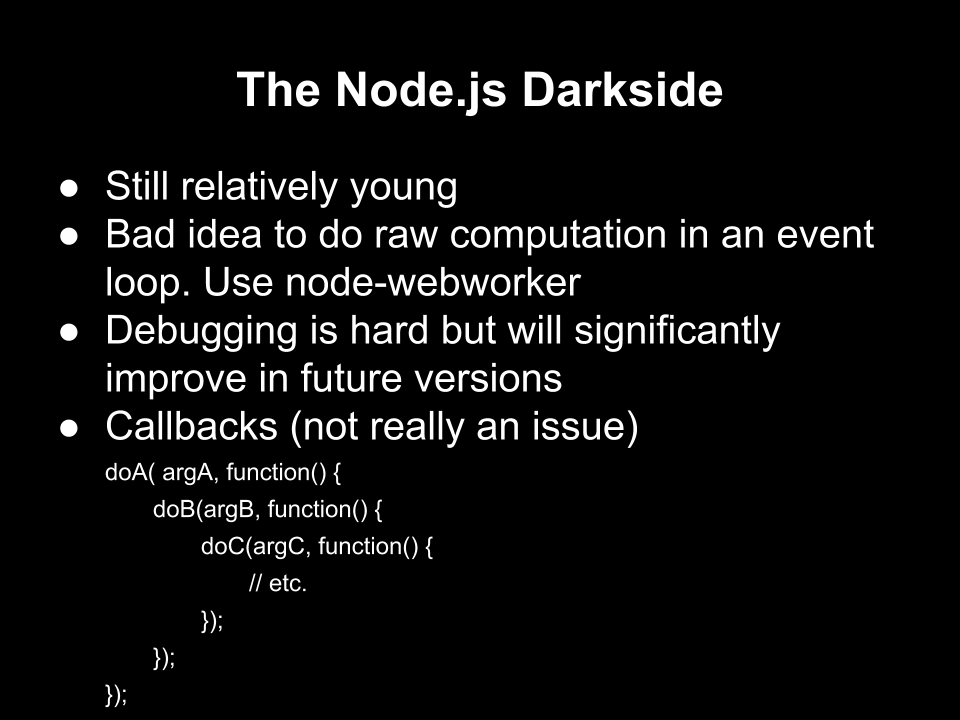 The Node.js Darkside
● Still relatively young
● Bad idea to do raw computation in an event
loop. Use node-webworker
● Debugging is hard but will significantly
improve in future versions
● Callbacks (not really an issue)
doA( argA, function() {
doB(argB, function() {
doC(argC, function() {
// etc.
});
});
});